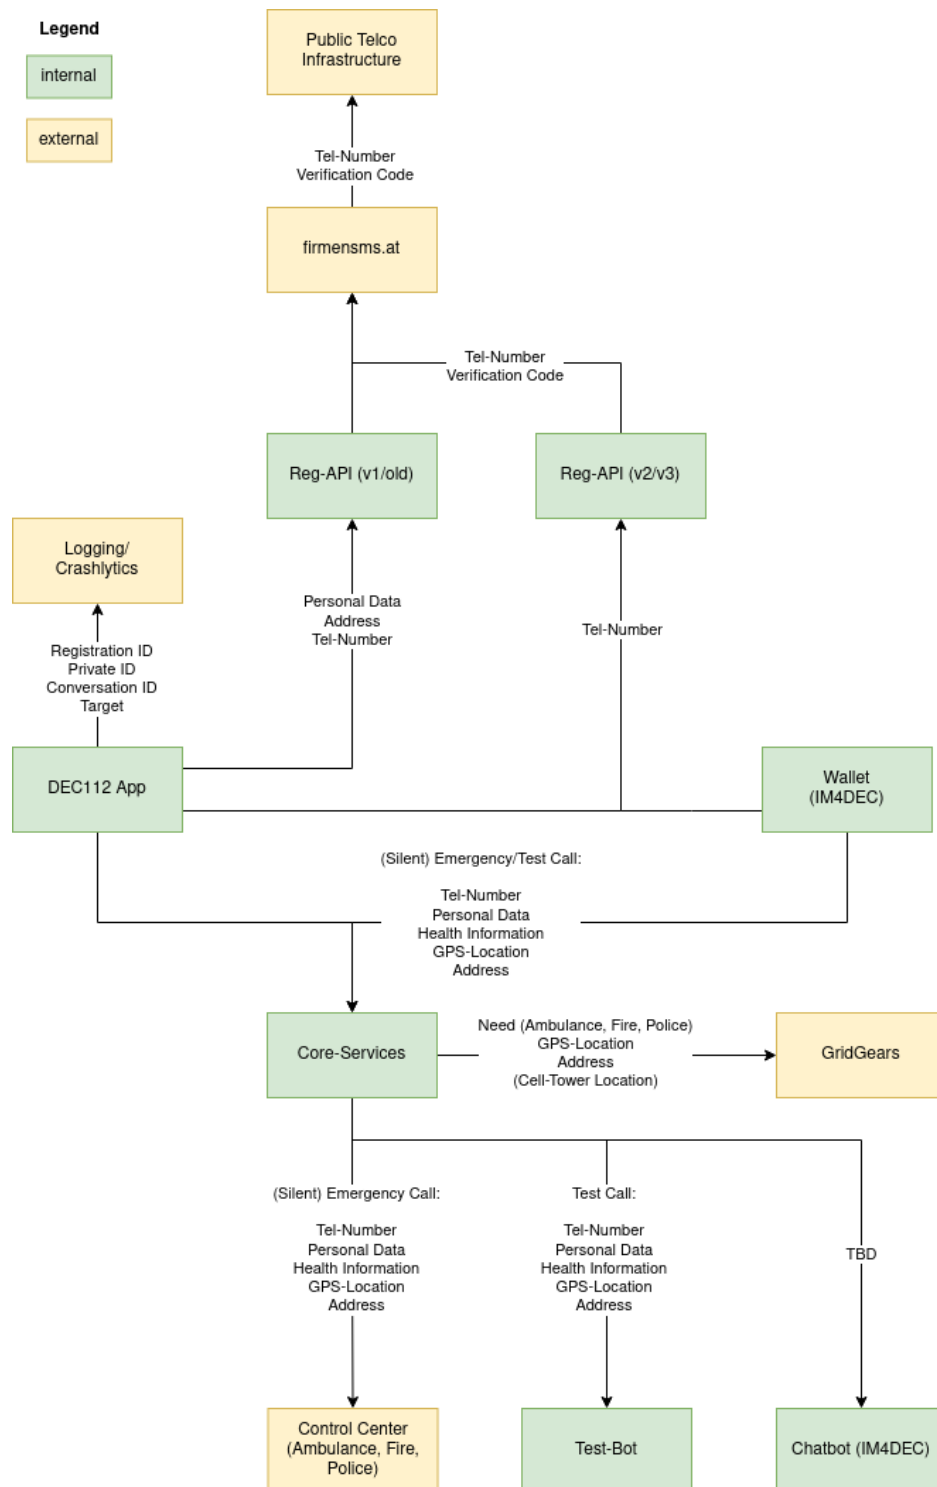 Legend
internal
external
Public Telco
Infrastructure
Tel-Number
Verification Code
firmensms.at
Tel-Number
Verification Code
Reg-API (v1/old)
Reg-API (v2/v3)
Logging/
Crashlytics
Personal Data
Address
Tel-Number
Tel-Number
Registration ID
Private ID
Conversation ID
Target
DEC112 App
Wallet
(IM4DEC)
(Silent) Emergency/Test Call:
Tel-Number
Personal Data
Health Information
GPS-Location
Address
Core-Services
Need (Ambulance, Fire, Police)
GPS-Location
Address
(Cell-Tower Location)
GridGears
(Silent) Emergency Call:
Tel-Number
Personal Data
Health Information
GPS-Location
Address
Test Call:
Tel-Number
Personal Data
Health Information
GPS-Location
Address
TBD
Control Center
(Ambulance, Fire,
Police)
Test-Bot
Chatbot (IM4DEC)